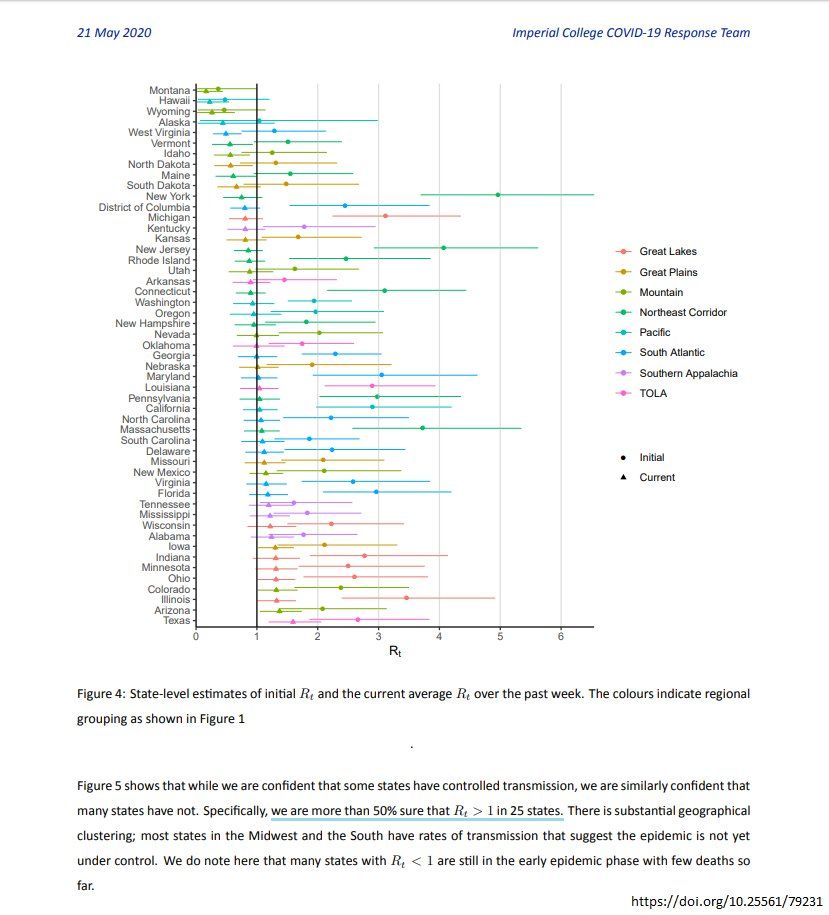 21 May 2020
Imperial College COVID-19 Response Team
Montana
Hawaii
Wyoming
Alaska
West Virginia
Vermont
Idaho
North Dakota
Maine
South Dakota
New York
District of Columbia
Michigan
Kentucky
Kansas
New Jersey
Rhode Island
Utah
Arkansas
Connecticut
Washington
Oregon
New Hampshire
Nevada
Oklahoma
Georgia
Nebraska
Maryland
Louisiana
Pennsylvania
California
North Carolina
Massachusetts
South Carolina
Delaware
Missouri
New Mexico
Virginia
Florida
Tennessee
Mississippi
Wisconsin
Alabama
Iowa
Indiana
Minnesota
Ohio
Colorado
Illinois
Arizona
Texas
0 1 2 3 4 5 6
Rt
Great Lakes
Great Plains
Mountain
Northeast Corridor
Pacific
South Atlantic
Southern Appalachia
TOLA
Initial
Current
Figure 4: State-level estimates of initial Rt and the current average Rt over the past week. The colours indicate regional
grouping as shown in Figure 1
.
Figure 5 shows that while we are confident that some states have controlled transmission, we are similarly confident that
many states have not. Specifically, we are more than 50% sure that Rt > 1 in 25 states. There is substantial geographical
clustering; most states in the Midwest and the South have rates of transmission that suggest the epidemic is not yet
under control. We do note here that many states with Rt < 1 are still in the early epidemic phase with few deaths so
far.
https://doi.org/10.25561/79231